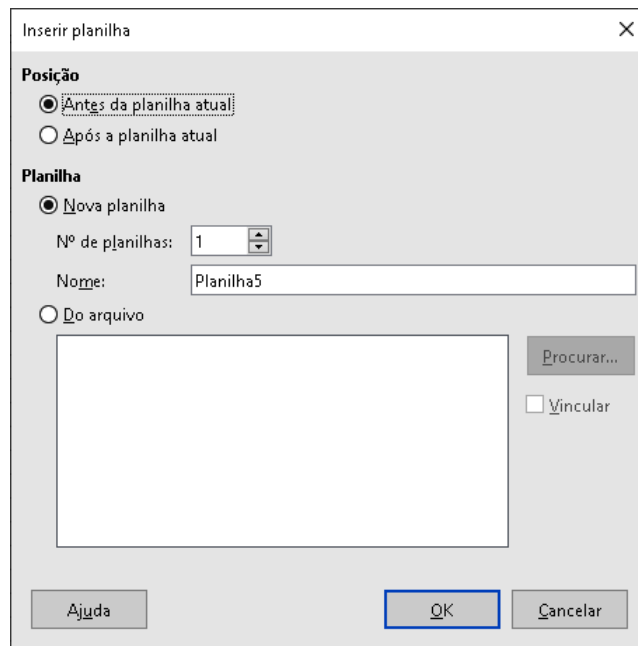 Inserir planilha
Posição
Antes da planilha atual
Após a planilha atual
Planilha
Nova planilha
Nº de planilhas: 1
Nome: Planilha5
Do arquivo
Procurar...
Vincular
Ajuda OK Cancelar